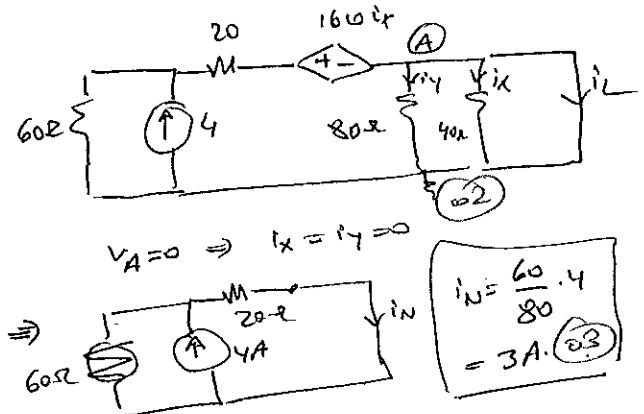 20
160 ix
+ -
A
60Ω
4
iy
80Ω
ix
40Ω
iL
02
VA=0 ⇒ ix = iy = 0
⇒
60Ω
20Ω
4A
iN
iN = 60/80 · 4
= 3A. 03